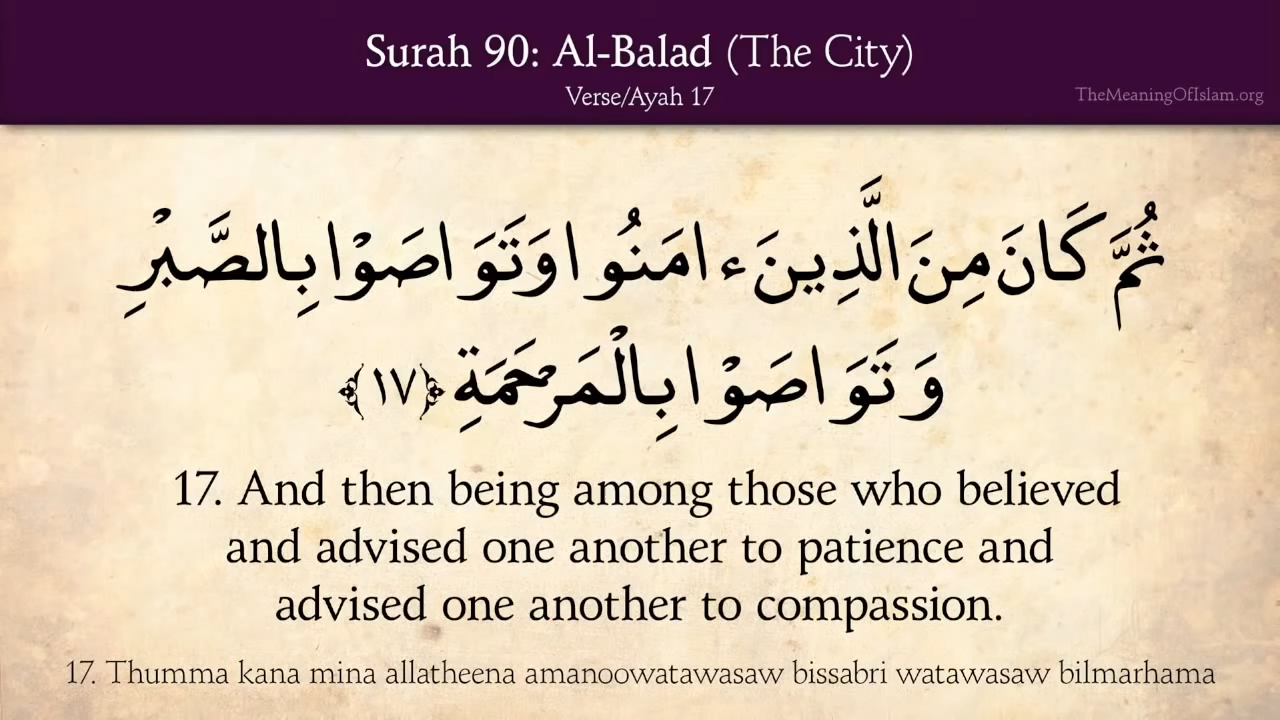 Surah 90: Al-Balad (The City)
Verse/Ayah 17
TheMeaningOfIslam.org
ثُمَّ كَانَ مِنَ الَّذِينَ ءَامَنُوا وَتَوَاصَوْا بِالصَّبْرِ
وَتَوَاصَوْا بِالْمَرْحَمَةِ ﴿١٧﴾
17. And then being among those who believed
and advised one another to patience and
advised one another to compassion.
17. Thumma kana mina allatheena amanoowatawasaw bissabri watawasaw bilmarhama